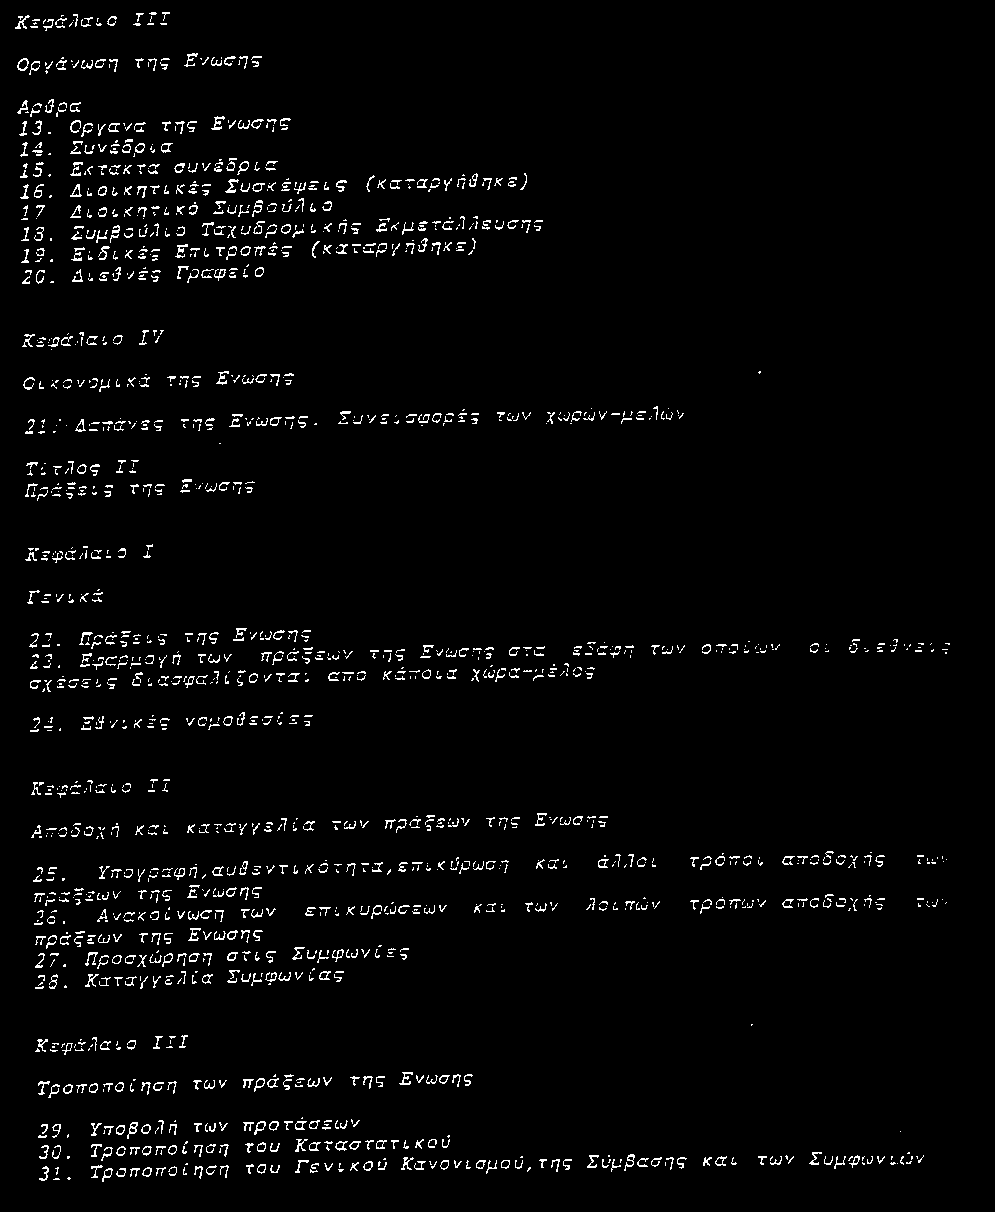 Κεφάλαιο III
Οργάνωση της Ενωσης
Αρθρα
13. Οργανα της Ενωσης
14. Συνέδρια
15. Εκτακτα συνέδρια
16. Διοικητικές Συσκέψεις (καταργήθηκε)
17 Διοικητικό Συμβούλιο
18. Συμβούλιο Ταχυδρομικής Εκμετάλλευσης
19. Ειδικές Επιτροπές (καταργήθηκε)
20. Διεθνές Γραφείο
Κεφάλαιο IV
Οικονομικά της Ενωσης
21. Δαπάνες της Ενωσης. Συνεισφορές των χωρών-μελών
Τίτλος II
Πράξεις της Ενωσης
Κεφάλαιο I
Γενικά
22. Πράξεις της Ενωσης
23. Εφαρμογή των πράξεων της Ενωσης στα εδάφη των οποίων οι διεθνείς
σχέσεις διασφαλίζονται απο κάποια χώρα-μέλος
24. Εθνικές νομοθεσίες
Κεφάλαιο II
Αποδοχή και καταγγελία των πράξεων της Ενωσης
25. Υπογραφή,αυθεντικότητα,επικύρωση και άλλοι τρόποι αποδοχής των
πράξεων της Ενωσης
26. Ανακοίνωση των επικυρώσεων και των λοιπών τρόπων αποδοχής των
πράξεων της Ενωσης
27. Προσχώρηση στις Συμφωνίες
28. Καταγγελία Συμφωνίας
Κεφάλαιο III
Τροποποίηση των πράξεων της Ενωσης
29. Υποβολή των προτάσεων
30. Τροποποίηση του Καταστατικού
31. Τροποποίηση του Γενικού Κανονισμού,της Σύμβασης και των Συμφωνιών